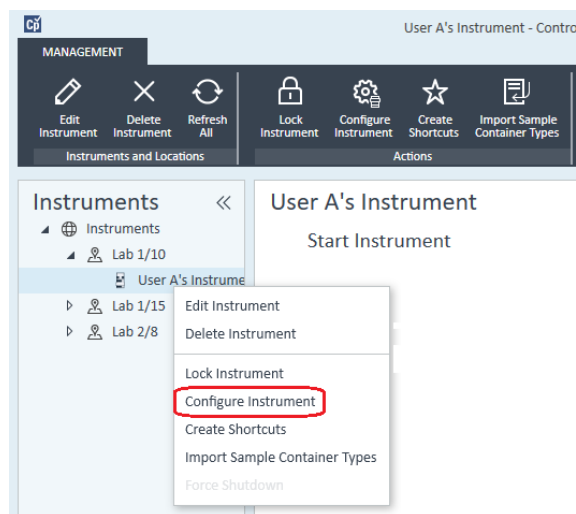 Cp
User A's Instrument - Contro
MANAGEMENT
Edit Instrument
Delete Instrument
Refresh All
Lock Instrument
Configure Instrument
Create Shortcuts
Import Sample Container Types
Instruments and Locations
Actions
Instruments
Instruments
Lab 1/10
User A's Instrume
Lab 1/15
Lab 2/8
User A's Instrument
Start Instrument
Edit Instrument
Delete Instrument
Lock Instrument
Configure Instrument
Create Shortcuts
Import Sample Container Types
Force Shutdown